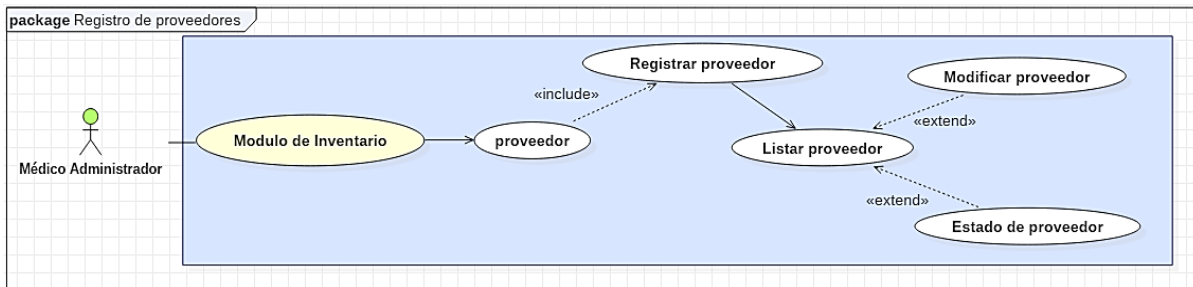 package Registro de proveedores
Registrar proveedor
Modificar proveedor
«include»
«extend»
Modulo de Inventario
proveedor
Listar proveedor
Médico Administrador
«extend»
Estado de proveedor